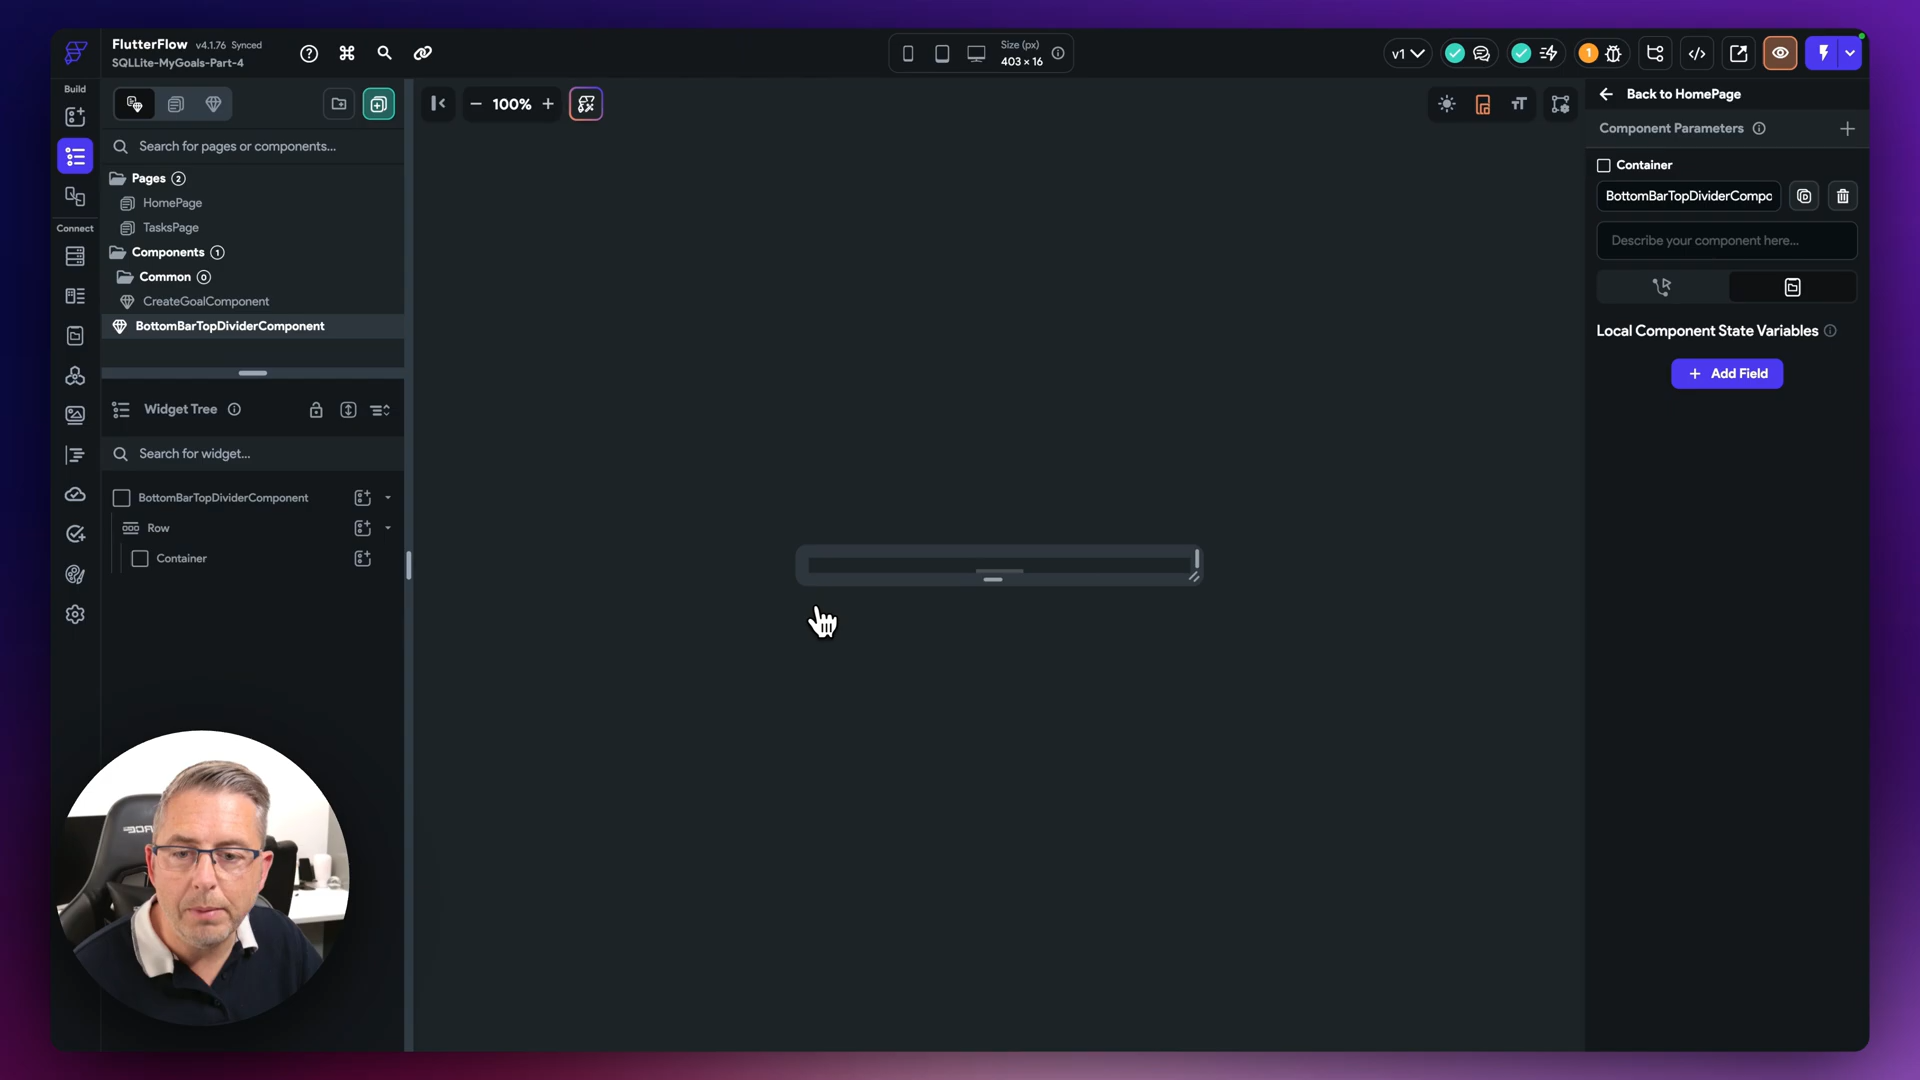 FlutterFlow v4.1.76 Synced
SQLLite-MyGoals-Part-4
Size (px)
403 × 16
v1
1
Build
Connect
100%
Search for pages or components...
Pages 2
HomePage
TasksPage
Components 1
Common 0
CreateGoalComponent
BottomBarTopDividerComponent
Widget Tree
Search for widget...
BottomBarTopDividerComponent
Row
Container
Back to HomePage
Component Parameters
Container
BottomBarTopDividerCompo
Describe your component here...
Local Component State Variables
+ Add Field